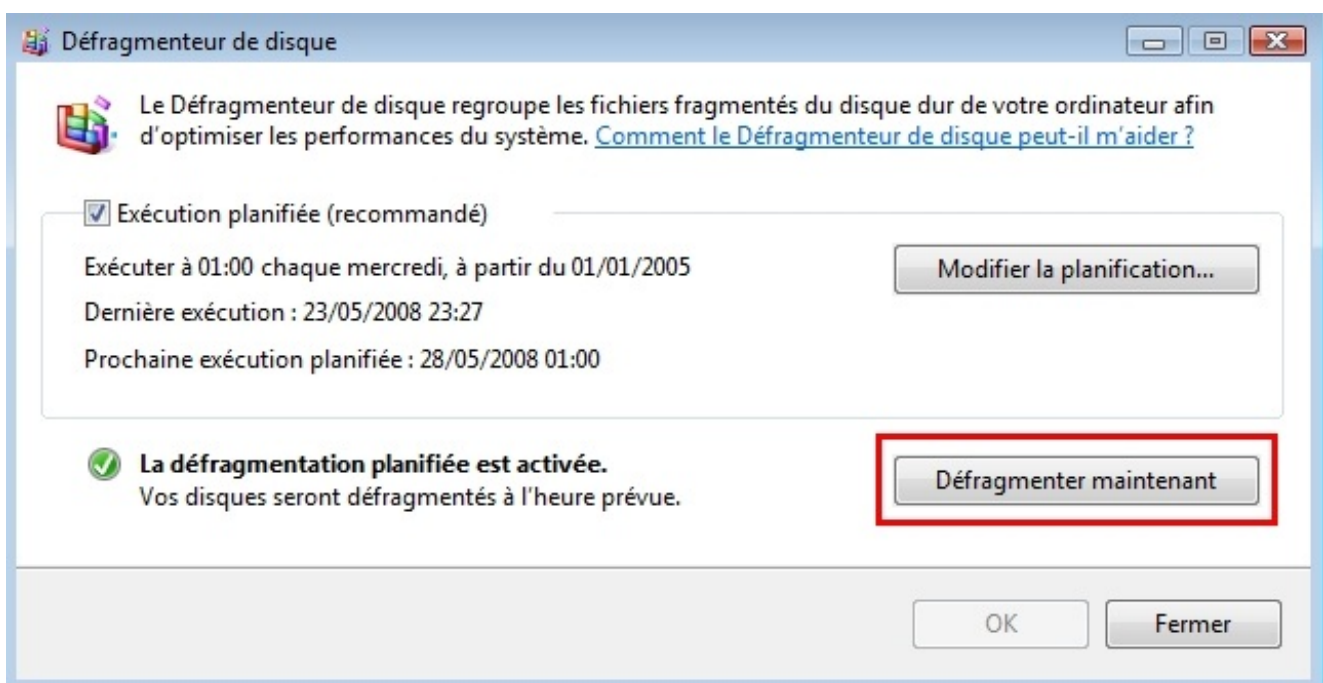 Défragmenteur de disque
Le Défragmenteur de disque regroupe les fichiers fragmentés du disque dur de votre ordinateur afin
d'optimiser les performances du système. Comment le Défragmenteur de disque peut-il m'aider ?
Exécution planifiée (recommandé)
Exécuter à 01:00 chaque mercredi, à partir du 01/01/2005
Modifier la planification...
Dernière exécution : 23/05/2008 23:27
Prochaine exécution planifiée : 28/05/2008 01:00
La défragmentation planifiée est activée.
Vos disques seront défragmentés à l'heure prévue.
Défragmenter maintenant
OK
Fermer